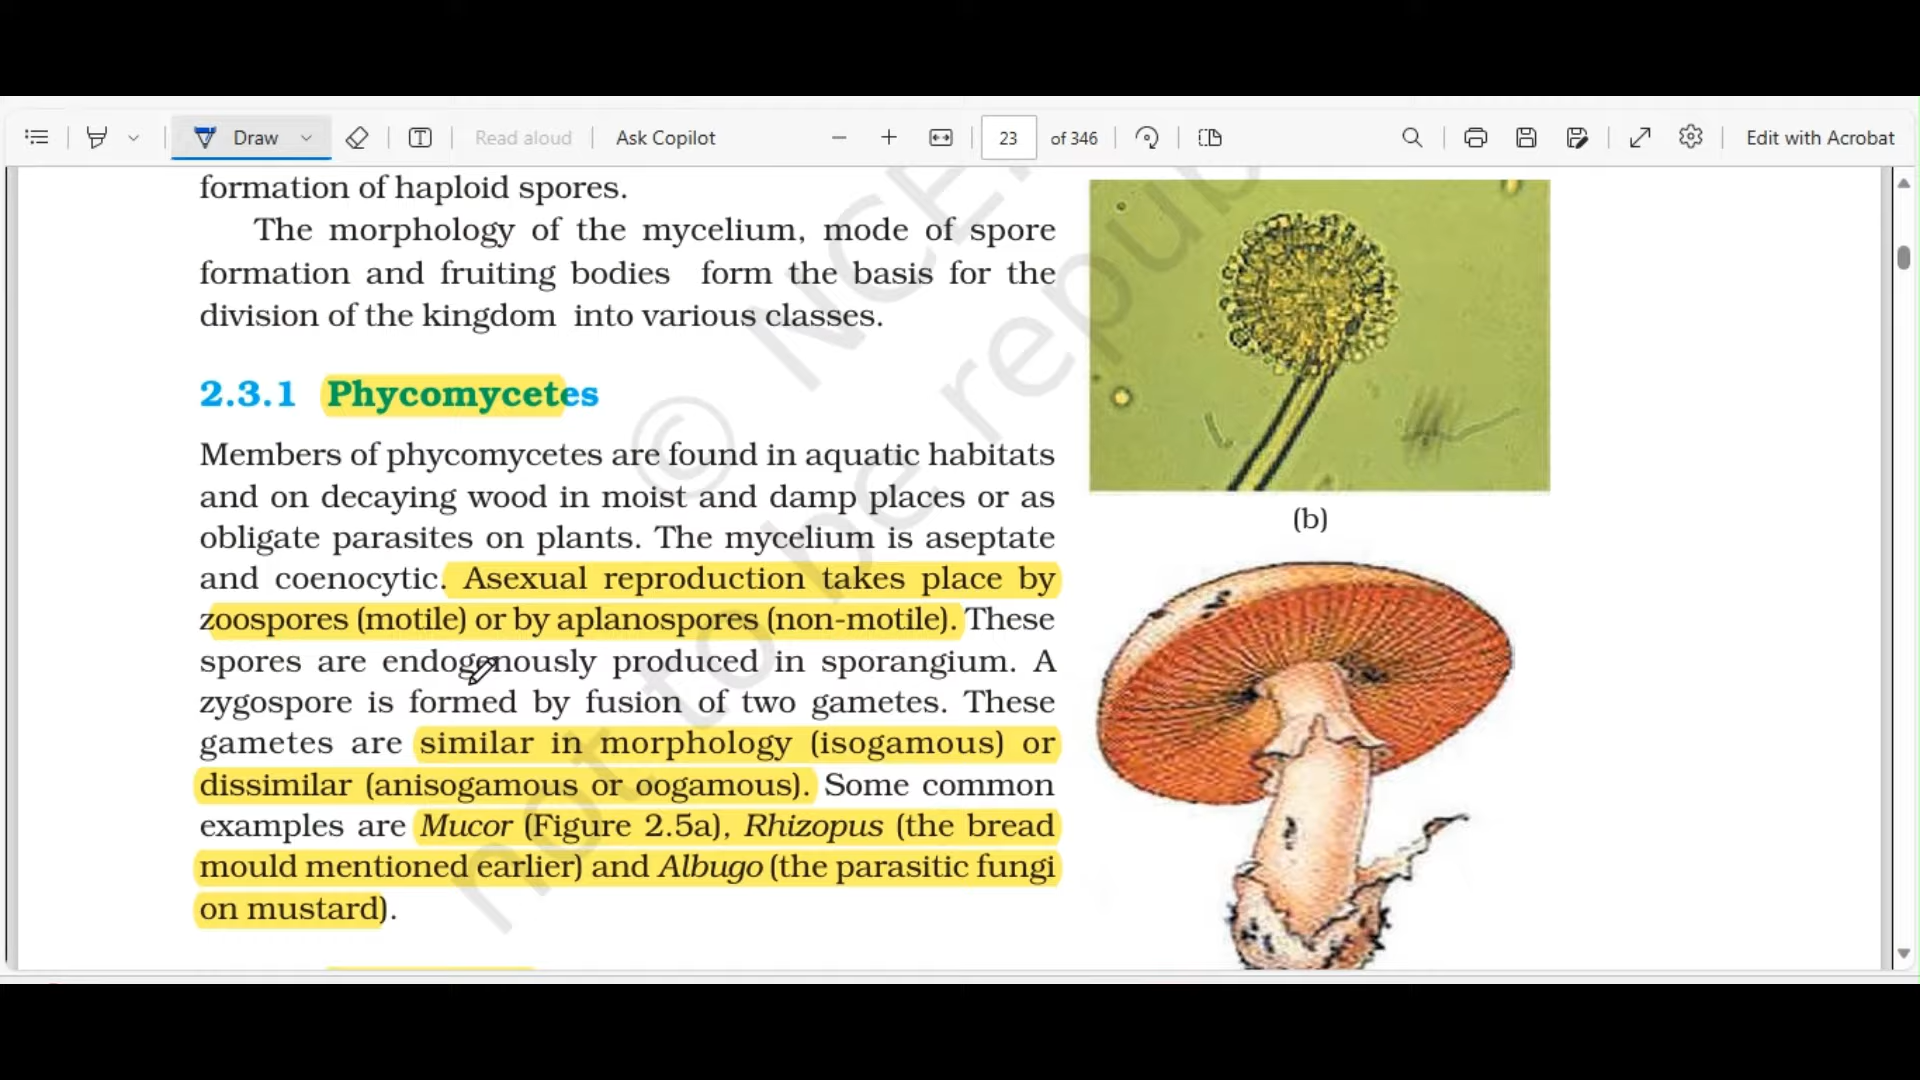 Draw
Read aloud
Ask Copilot
23 of 346
Edit with Acrobat
formation of haploid spores.
The morphology of the mycelium, mode of spore
formation and fruiting bodies form the basis for the
division of the kingdom into various classes.
2.3.1 Phycomycetes
Members of phycomycetes are found in aquatic habitats
and on decaying wood in moist and damp places or as
obligate parasites on plants. The mycelium is aseptate
and coenocytic. Asexual reproduction takes place by
zoospores (motile) or by aplanospores (non-motile). These
spores are endogenously produced in sporangium. A
zygospore is formed by fusion of two gametes. These
gametes are similar in morphology (isogamous) or
dissimilar (anisogamous or oogamous). Some common
examples are Mucor (Figure 2.5a), Rhizopus (the bread
mould mentioned earlier) and Albugo (the parasitic fungi
on mustard).
(b)
© NCE
not to be republ